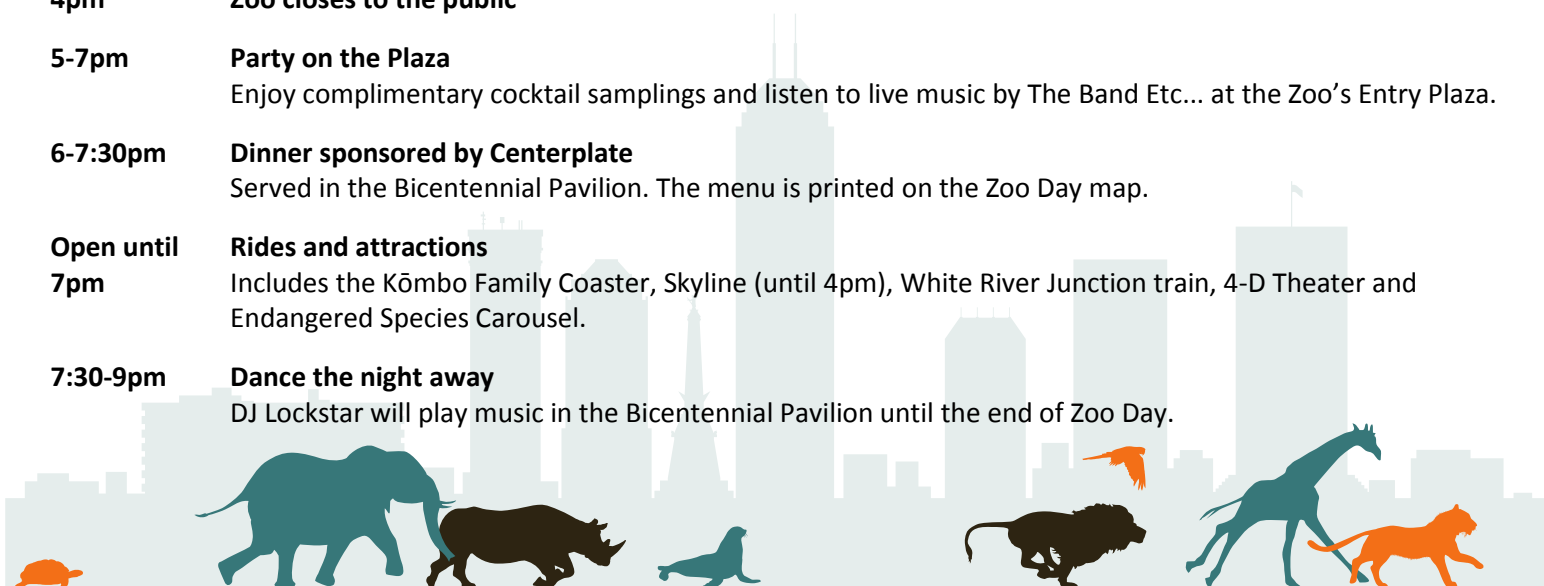 4pm Zoo closes to the public
5-7pm Party on the Plaza
Enjoy complimentary cocktail samplings and listen to live music by The Band Etc... at the Zoo’s Entry Plaza.
6-7:30pm Dinner sponsored by Centerplate
Served in the Bicentennial Pavilion. The menu is printed on the Zoo Day map.
Open until Rides and attractions
7pm Includes the Kōmbo Family Coaster, Skyline (until 4pm), White River Junction train, 4-D Theater and
Endangered Species Carousel.
7:30-9pm Dance the night away
DJ Lockstar will play music in the Bicentennial Pavilion until the end of Zoo Day.